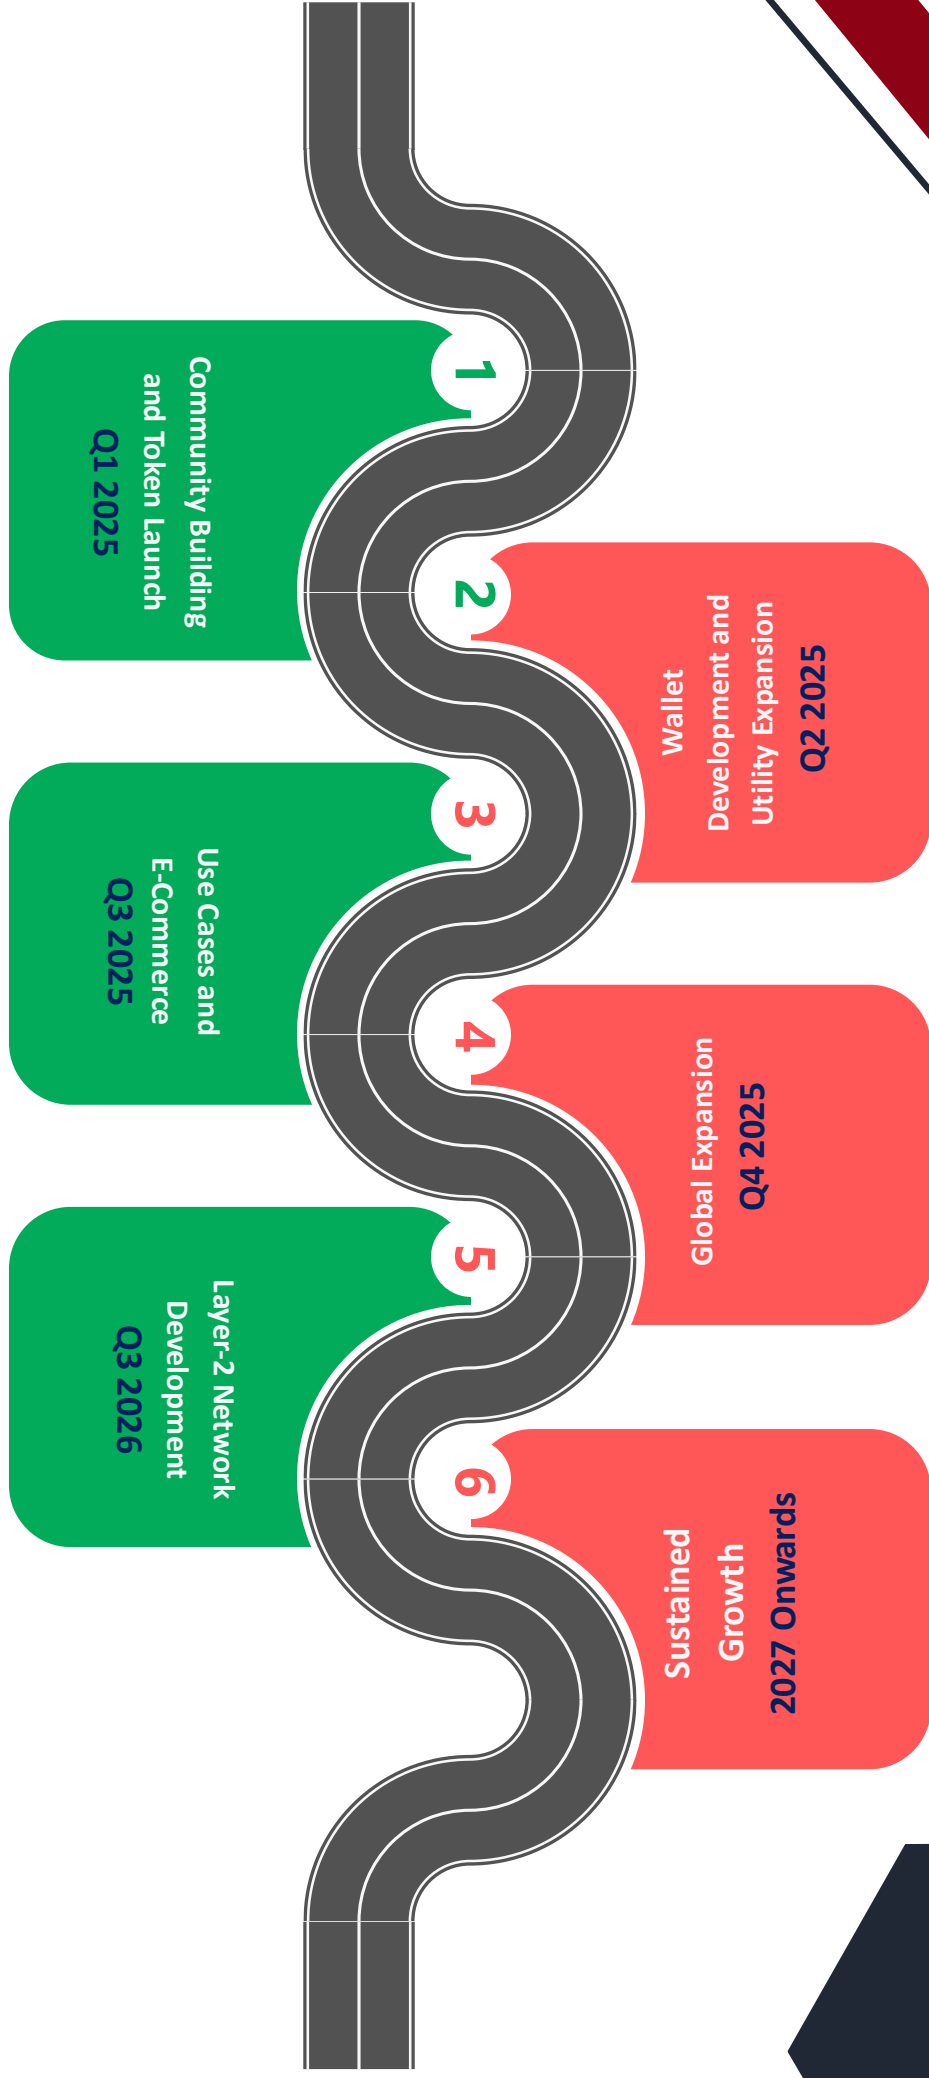 1
Community Building
and Token Launch
Q1 2025
2
Wallet
Development and
Utility Expansion
Q2 2025
3
Use Cases and
E-Commerce
Q3 2025
4
Global Expansion
Q4 2025
5
Layer-2 Network
Development
Q3 2026
6
Sustained
Growth
2027 Onwards